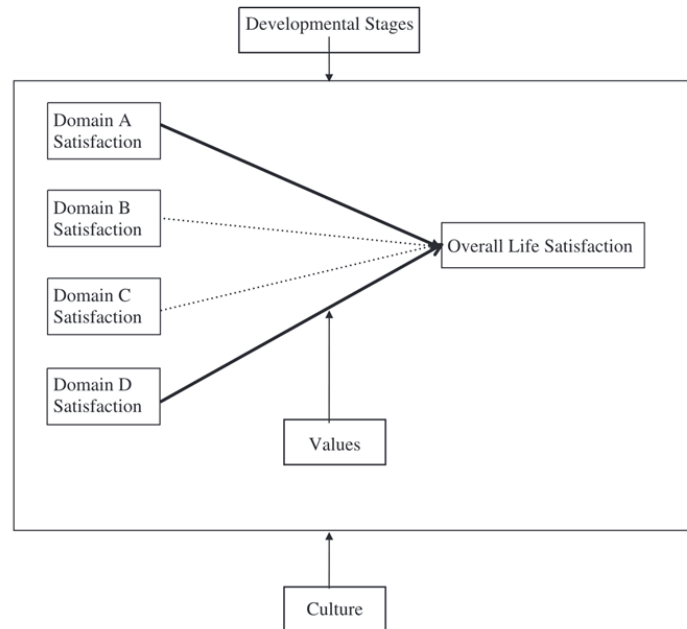 Developmental Stages
Domain A
Satisfaction
Domain B
Satisfaction
Overall Life Satisfaction
Domain C
Satisfaction
Domain D
Satisfaction
Values
Culture